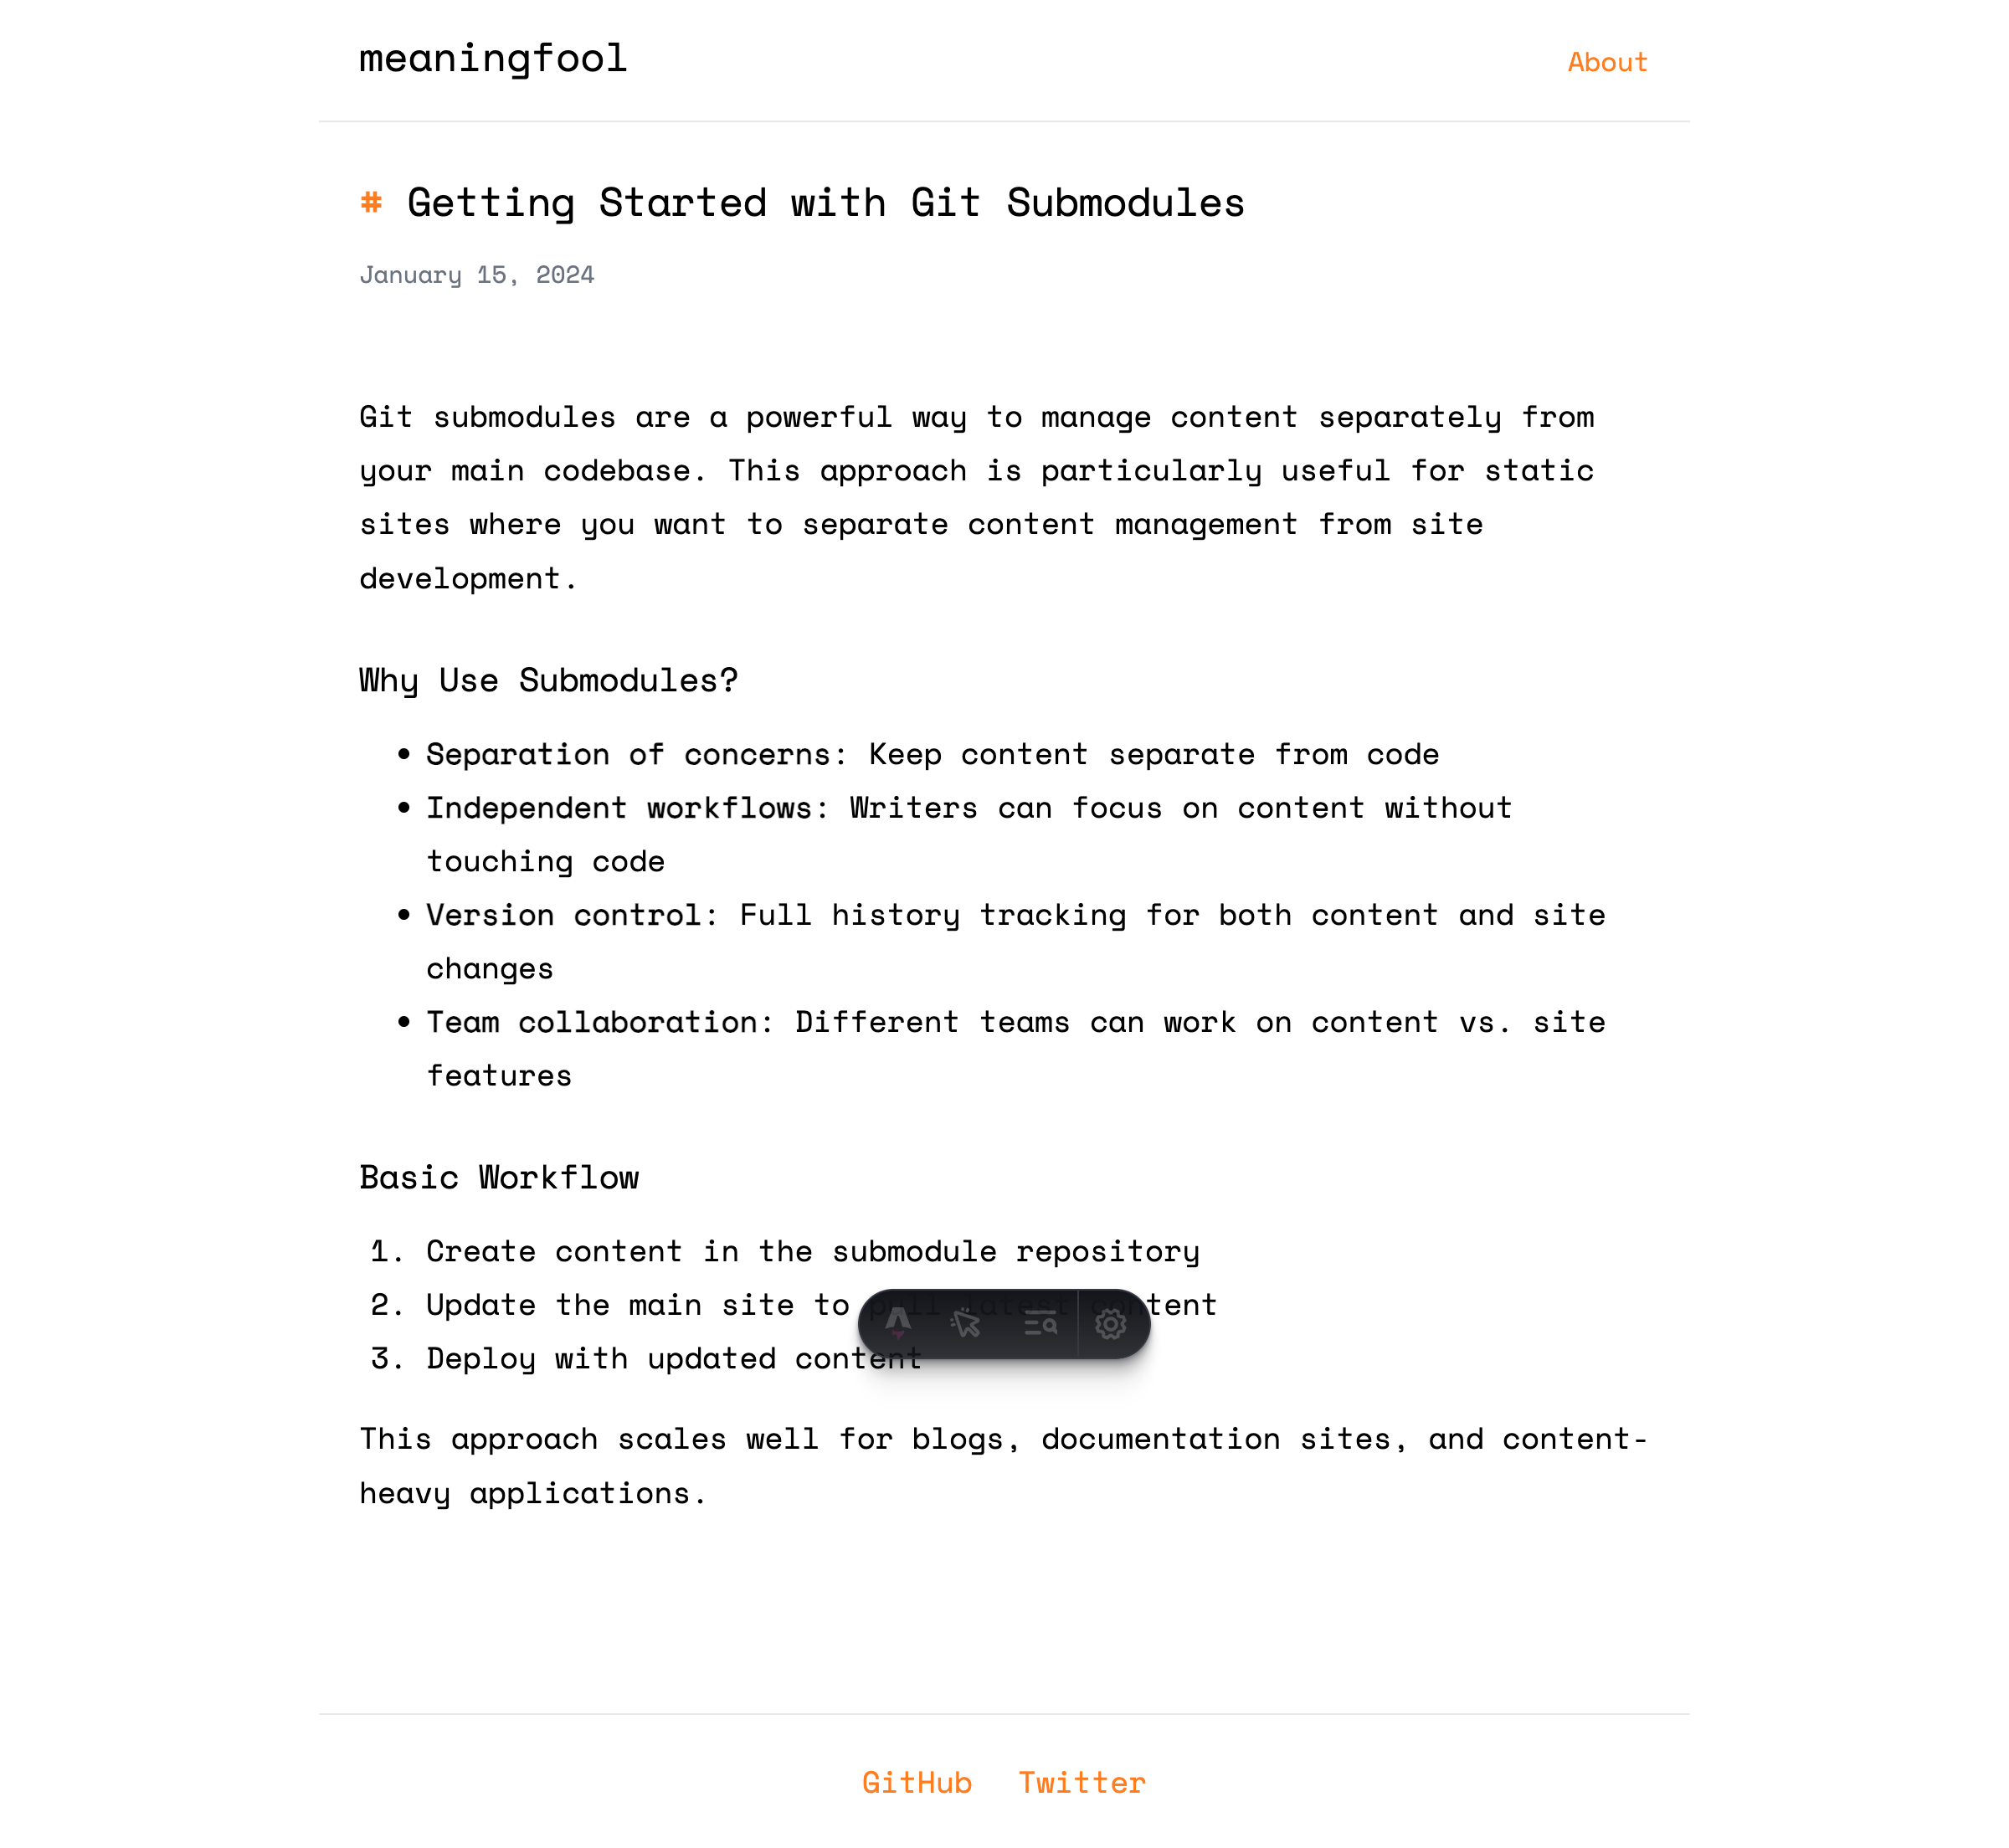 meaningfool
About
# Getting Started with Git Submodules
January 15, 2024
Git submodules are a powerful way to manage content separately from
your main codebase. This approach is particularly useful for static
sites where you want to separate content management from site
development.
Why Use Submodules?
• Separation of concerns: Keep content separate from code
• Independent workflows: Writers can focus on content without
touching code
• Version control: Full history tracking for both content and site
changes
• Team collaboration: Different teams can work on content vs. site
features
Basic Workflow
1. Create content in the submodule repository
2. Update the main site to pull latest content
3. Deploy with updated content
This approach scales well for blogs, documentation sites, and content-
heavy applications.
GitHub
Twitter